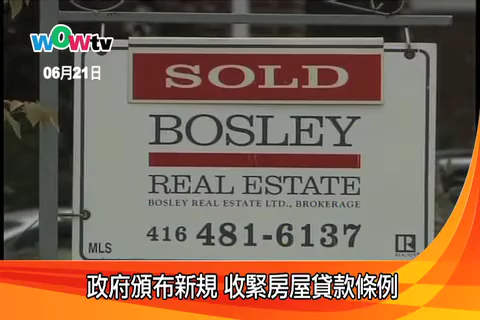 wowtv
06月21日
SOLD
BOSLEY
REAL ESTATE
BOSLEY REAL ESTATE LTD., BROKERAGE
416 481-6137
MLS
R
政府頒布新規 收緊房屋貸款條例